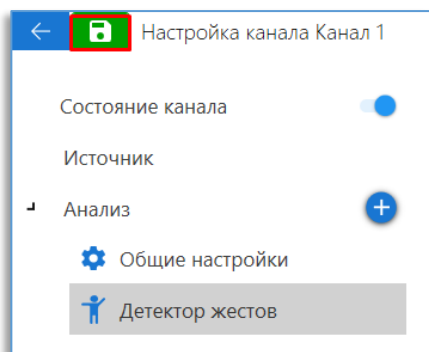 Настройка канала Канал 1
Состояние канала
Источник
Анализ
Общие настройки
Детектор жестов